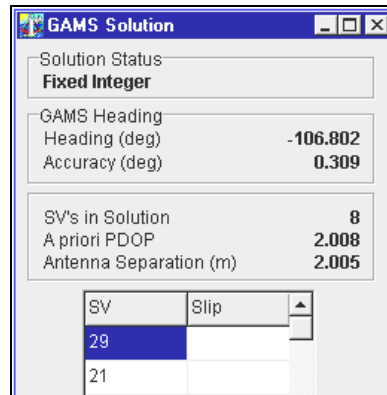 GAMS Solution
Solution Status
Fixed Integer
GAMS Heading
Heading (deg) -106.802
Accuracy (deg) 0.309
SV's in Solution 8
A priori PDOP 2.008
Antenna Separation (m) 2.005
SV Slip
29
21